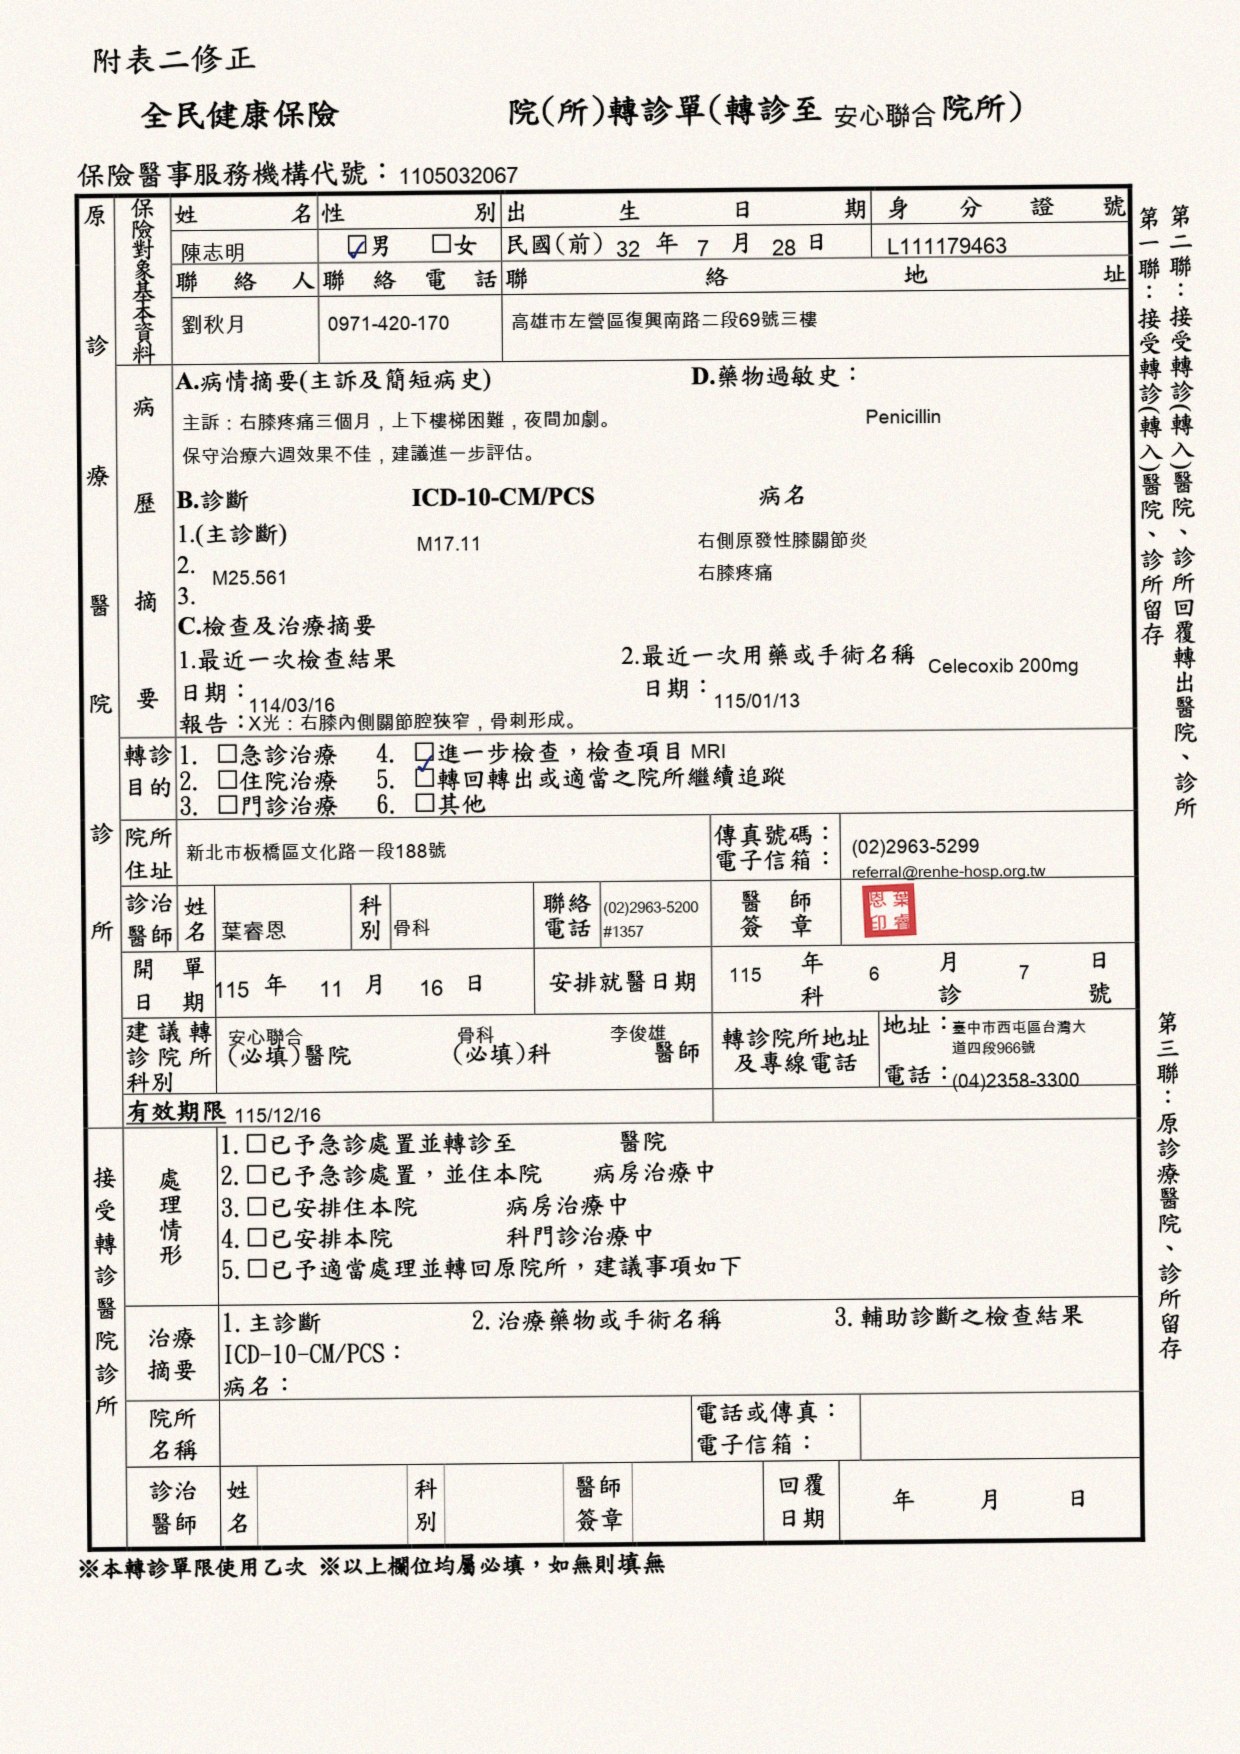 附表二修正
全民健康保險 院(所)轉診單(轉診至 安心聯合 院所)
保險醫事服務機構代號：1105032067
原診療醫院診所
保險對象基本資料
姓名 性別 出生日期 身分證號
陳志明 ☑男 □女 民國(前) 32 年 7 月 28 日 L111179463
聯絡人 聯絡電話 聯絡地址
劉秋月 0971-420-170 高雄市左營區復興南路二段69號三樓
病歷摘要
A.病情摘要(主訴及簡短病史) D.藥物過敏史：
主訴：右膝疼痛三個月，上下樓梯困難，夜間加劇。 Penicillin
保守治療六週效果不佳，建議進一步評估。
B.診斷 ICD-10-CM/PCS 病名
1.(主診斷) M17.11 右側原發性膝關節炎
2. M25.561 右膝疼痛
3.
C.檢查及治療摘要
1.最近一次檢查結果 2.最近一次用藥或手術名稱 Celecoxib 200mg
日期：114/03/16 日期：115/01/13
報告：X光：右膝內側關節腔狹窄，骨刺形成。
轉診目的
1. □急診治療 4. ☑進一步檢查，檢查項目 MRI
2. □住院治療 5. □轉回轉出或適當之院所繼續追蹤
3. □門診治療 6. □其他
院所住址 新北市板橋區文化路一段188號 傳真號碼： (02)2963-5299
電子信箱： referral@renhe-hosp.org.tw
診治醫師 姓名 葉睿恩 科別 骨科 聯絡電話 (02)2963-5200 #1357 醫師簽章 葉睿恩印
開單日期 115 年 11 月 16 日 安排就醫日期 115 年 6 月 7 日
科 診 號
建議轉診院所科別 安心聯合 (必填)醫院 骨科 (必填)科 李俊雄 醫師 轉診院所地址及專線電話 地址：臺中市西屯區台灣大道四段966號
電話：(04)2358-3300
有效期限 115/12/16
接受轉診醫院診所
處理情形
1.□已予急診處置並轉診至 醫院
2.□已予急診處置，並住本院 病房治療中
3.□已安排住本院 病房治療中
4.□已安排本院 科門診治療中
5.□已予適當處理並轉回原院所，建議事項如下
治療摘要
1.主診斷 2.治療藥物或手術名稱 3.輔助診斷之檢查結果
ICD-10-CM/PCS：
病名：
院所名稱 電話或傳真：
電子信箱：
診治醫師 姓名 科別 醫師簽章 回覆日期 年 月 日
※本轉診單限使用乙次 ※以上欄位均屬必填，如無則填無
第一聯：接受轉診(轉入)醫院、診所留存
第二聯：接受轉診(轉入)醫院、診所回覆轉出醫院、診所
第三聯：原診療醫院、診所留存